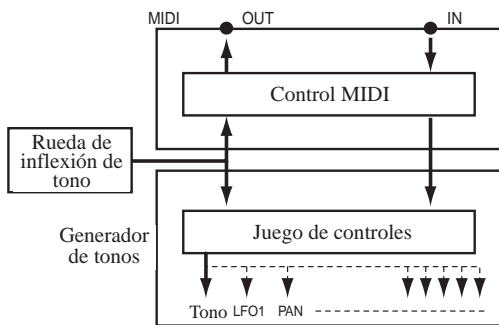 MIDI OUT IN
Control MIDI
Rueda de
inflexión de
tono
Generador
de tonos
Juego de controles
Tono LFO1 PAN